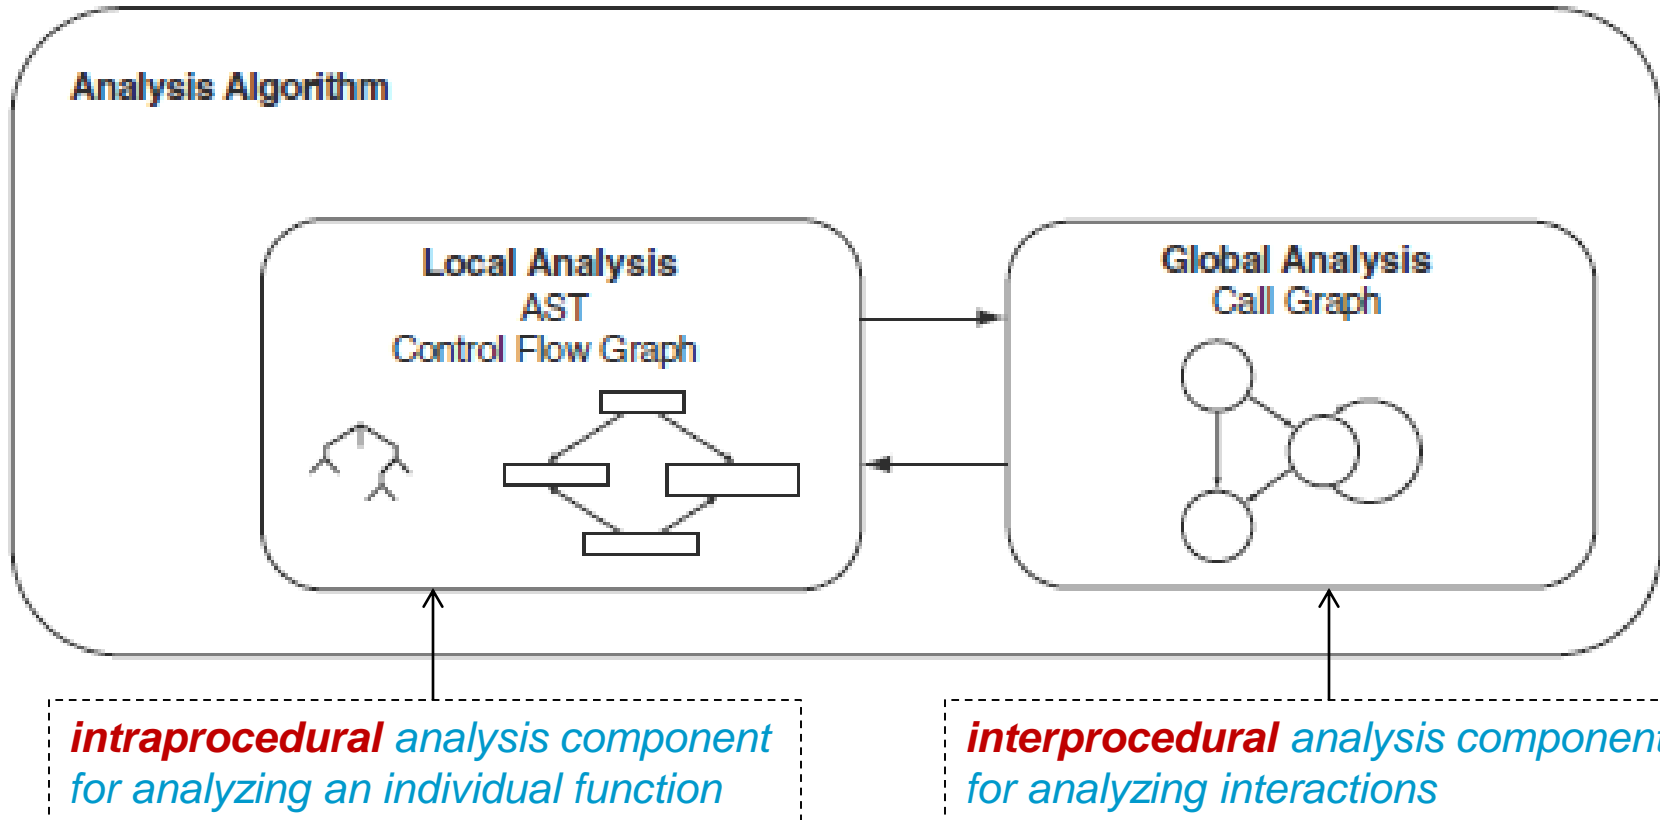 Analysis Algorithm
Local Analysis
AST
Control Flow Graph
Global Analysis
Call Graph
intraprocedural analysis component
for analyzing an individual function
interprocedural analysis component
for analyzing interactions